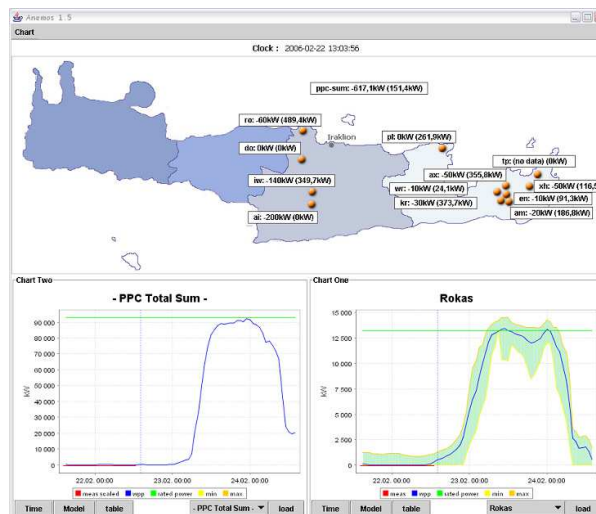 Anemos 1.5
Chart
Clock : 2006-02-22 13:03:56
ppc-sum: -617,1kW (151,4kW)
ro: -60kW (489,4kW)
Iraklion
pl: 0kW (261,9kW)
do: 0kW (0kW)
tp: (no data) (0kW)
ax: -50kW (355,8kW)
iw: -140kW (349,7kW)
wr: -10kW (24,1kW)
xh: -50kW (116,5
kr: -30kW (373,7kW)
en: -10kW (91,3kW)
ai: -200kW (0kW)
am: -20kW (186,8kW)
Chart Two
- PPC Total Sum -
90 000
80 000
70 000
60 000
50 000
40 000
30 000
20 000
10 000
0
kW
22.02. 00:00 23.02. 00:00 24.02. 00:00
meas scaled wpp rated power min max
Time Model table - PPC Total Sum - load
Chart One
Rokas
15 000
12 500
10 000
7 500
5 000
2 500
0
kW
22.02. 00:00 23.02. 00:00 24.02. 00:00
meas wpp rated power min max
Time Model table Rokas load